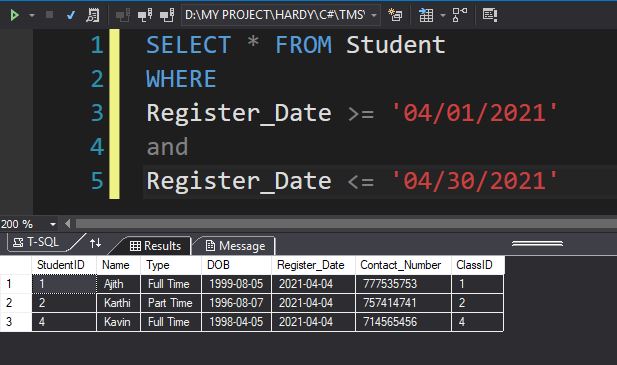 D:\MY PROJECT\HARDY\C#\TMS\
1 SELECT * FROM Student
2 WHERE
3 Register_Date >= '04/01/2021'
4 and
5 Register_Date <= '04/30/2021'
200 %
T-SQL Results Message
StudentID Name Type DOB Register_Date Contact_Number ClassID
1 1 Ajith Full Time 1999-08-05 2021-04-04 777535753 1
2 2 Karthi Part Time 1996-08-07 2021-04-04 757414741 2
3 4 Kavin Full Time 1998-04-05 2021-04-04 714565456 4